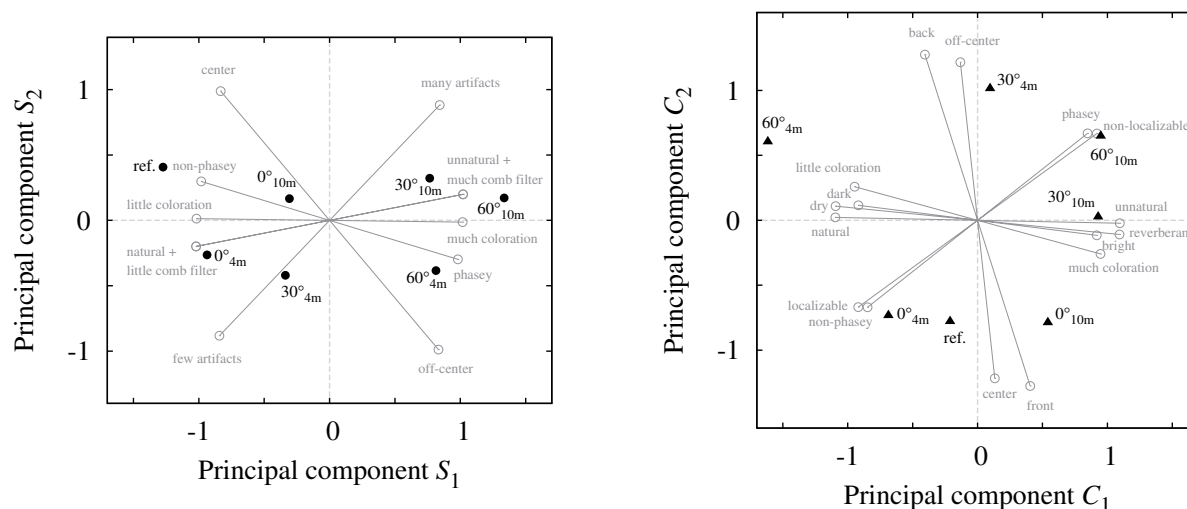 Principal component S2
1
0
-1
center
many artifacts
ref.
non-phasey
0°10m
30°10m
unnatural +
much comb filter
60°10m
little coloration
much coloration
natural +
little comb filter
0°4m
30°4m
60°4m
phasey
few artifacts
off-center
-1
0
1
Principal component S1
Principal component C2
1
0
-1
back
off-center
30°4m
60°4m
phasey
non-localizable
60°10m
little coloration
dark
dry
natural
30°10m
unnatural
reverberan
bright
much coloration
localizable
non-phasey
0°4m
ref.
0°10m
center
front
-1
0
1
Principal component C1